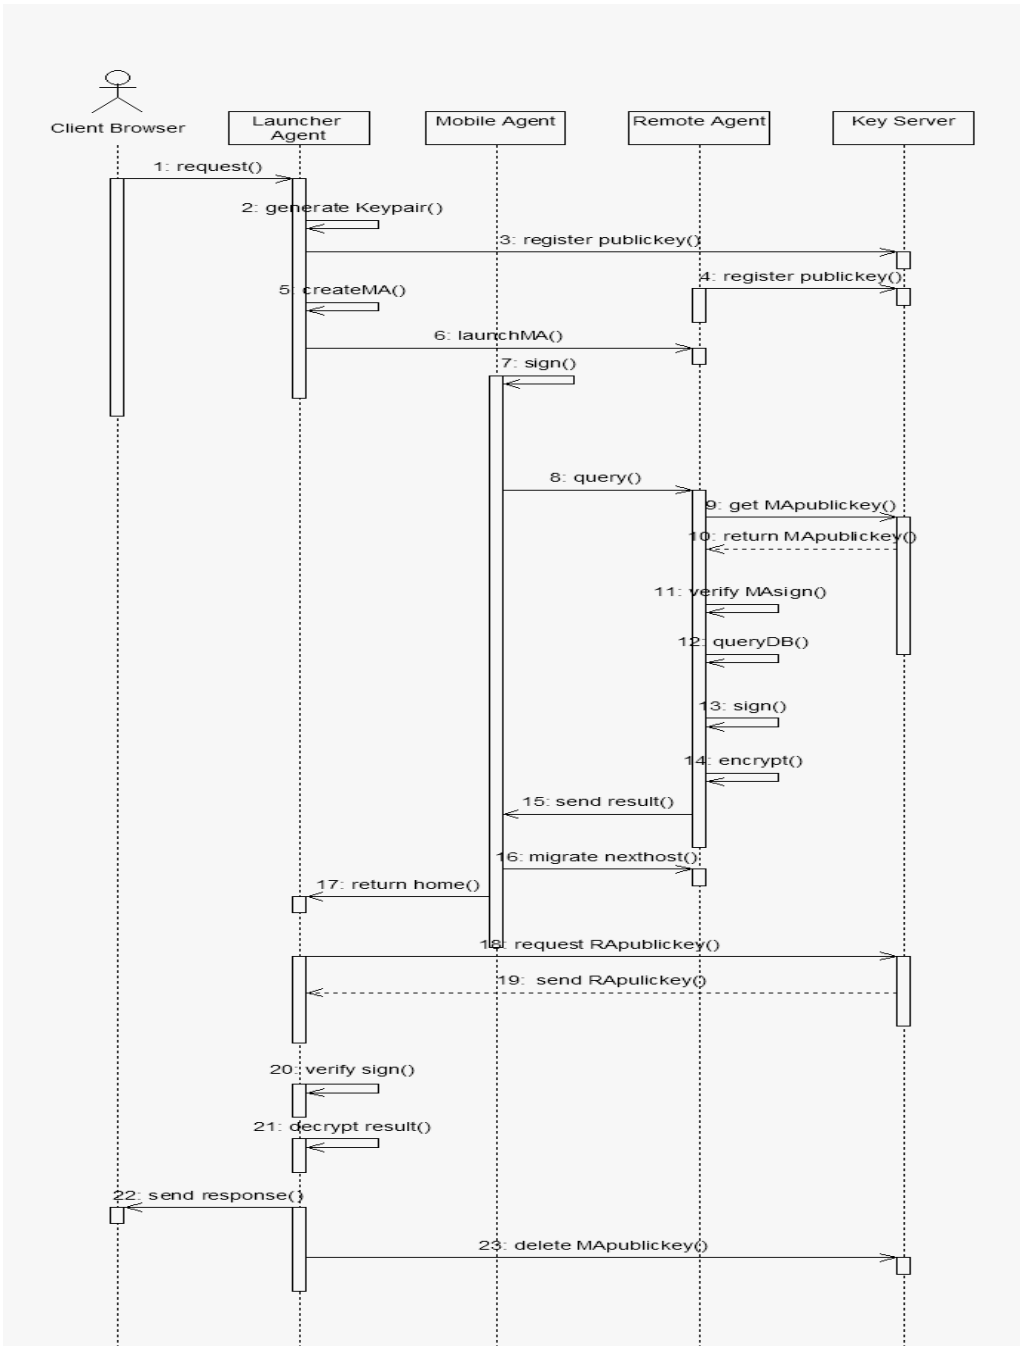 Client Browser
Launcher
Agent
Mobile Agent
Remote Agent
Key Server
1: request()
2: generate Keypair()
3: register publickey()
4: register publickey()
5: createMA()
6: launchMA()
7: sign()
8: query()
9: get MApublickey()
10: return MApublickey()
11: verify MAsign()
12: queryDB()
13: sign()
14: encrypt()
15: send result()
16: migrate nexthost()
17: return home()
18: request RApublickey()
19: send RApulickey()
20: verify sign()
21: decrypt result()
22: send response()
23: delete MApublickey()